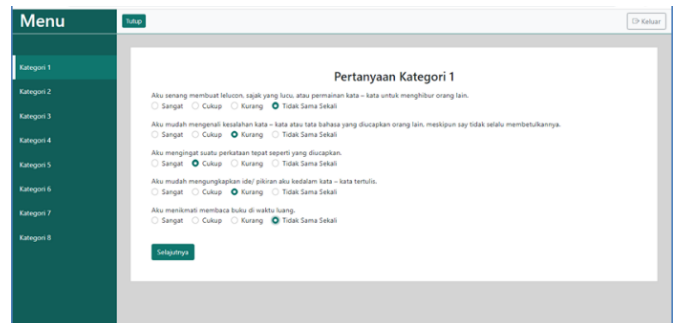 Menu
Tutup
Keluar
Kategori 1
Kategori 2
Kategori 3
Kategori 4
Kategori 5
Kategori 6
Kategori 7
Kategori 8
Pertanyaan Kategori 1
Aku senang membuat lelucon, sajak yang lucu, atau permainan kata – kata untuk menghibur orang lain.
Sangat Cukup Kurang Tidak Sama Sekali
Aku mudah mengenali kesalahan kata – kata atau tata bahasa yang diucapkan orang lain, meskipun say tidak selalu membetulkannya.
Sangat Cukup Kurang Tidak Sama Sekali
Aku mengingat suatu perkataan tepat seperti yang diucapkan.
Sangat Cukup Kurang Tidak Sama Sekali
Aku mudah mengungkapkan ide/ pikiran aku kedalam kata – kata tertulis.
Sangat Cukup Kurang Tidak Sama Sekali
Aku menikmati membaca buku di waktu luang.
Sangat Cukup Kurang Tidak Sama Sekali
Selajutnya